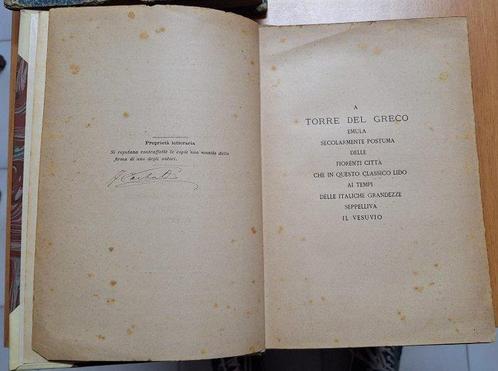 Proprietà letteraria
Si reputano contraffatte le copie non munite della
firma di uno degli autori.
A
TORRE DEL GRECO
EMULA
SECOLARMENTE POSTUMA
DELLE
FIORENTI CITTÀ
CHE IN QUESTO CLASSICO LIDO
AI TEMPI
DELLE ITALICHE GRANDEZZE
SEPPELLIVA
IL VESUVIO